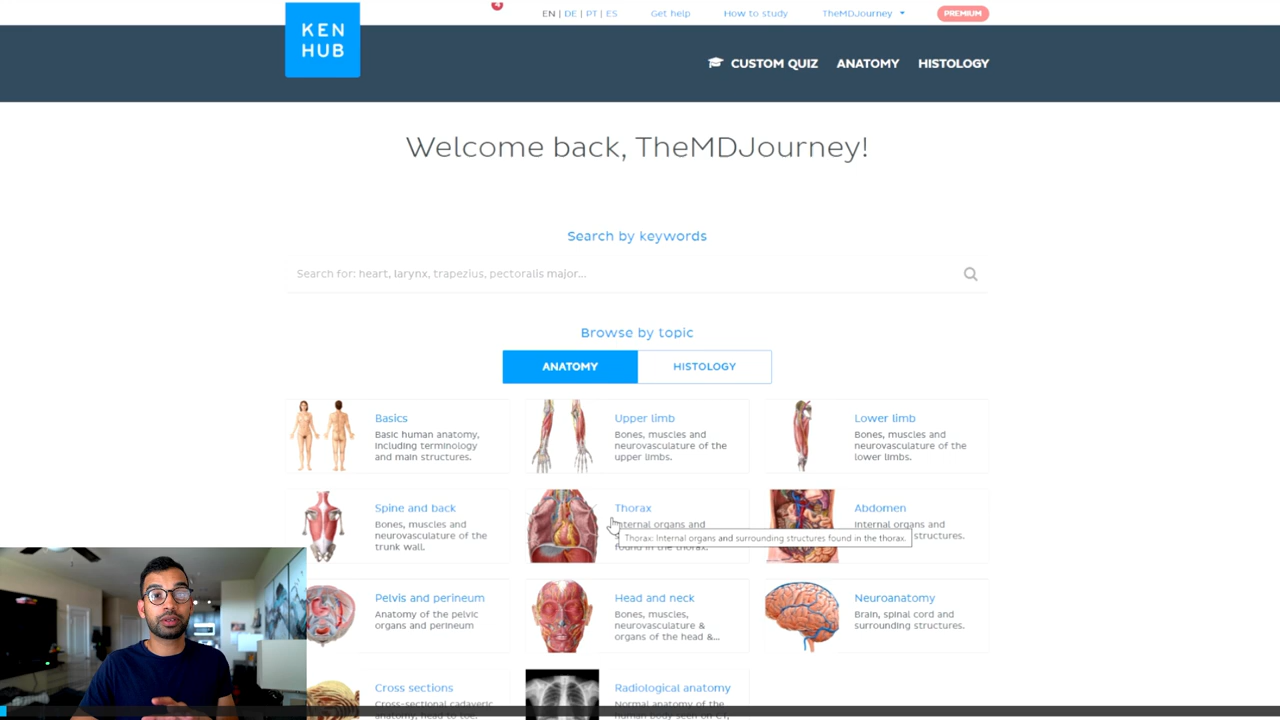 4
EN | DE | PT | ES Get help How to study TheMDJourney PREMIUM
KEN
HUB
CUSTOM QUIZ ANATOMY HISTOLOGY
Welcome back, TheMDJourney!
Search by keywords
Search for: heart, larynx, trapezius, pectoralis major...
Browse by topic
ANATOMY HISTOLOGY
Basics
Basic human anatomy,
including terminology
and main structures.
Upper limb
Bones, muscles and
neurovasculature of the
upper limbs.
Lower limb
Bones, muscles and
neurovasculature of the
lower limbs.
Spine and back
Bones, muscles and
neurovasculature of the
trunk wall.
Thorax
Internal organs and
found in the thorax.
Thorax: Internal organs and surrounding structures found in the thorax.
Abdomen
Internal organs and
structures.
Pelvis and perineum
Anatomy of the pelvic
organs and perineum
Head and neck
Bones, muscles,
neurovasculature &
organs of the head &...
Neuroanatomy
Brain, spinal cord and
surrounding structures.
Cross sections
Cross-sectional cadaveric
anatomy, head to toe.
Radiological anatomy
Normal anatomy of the
human body seen on CT,